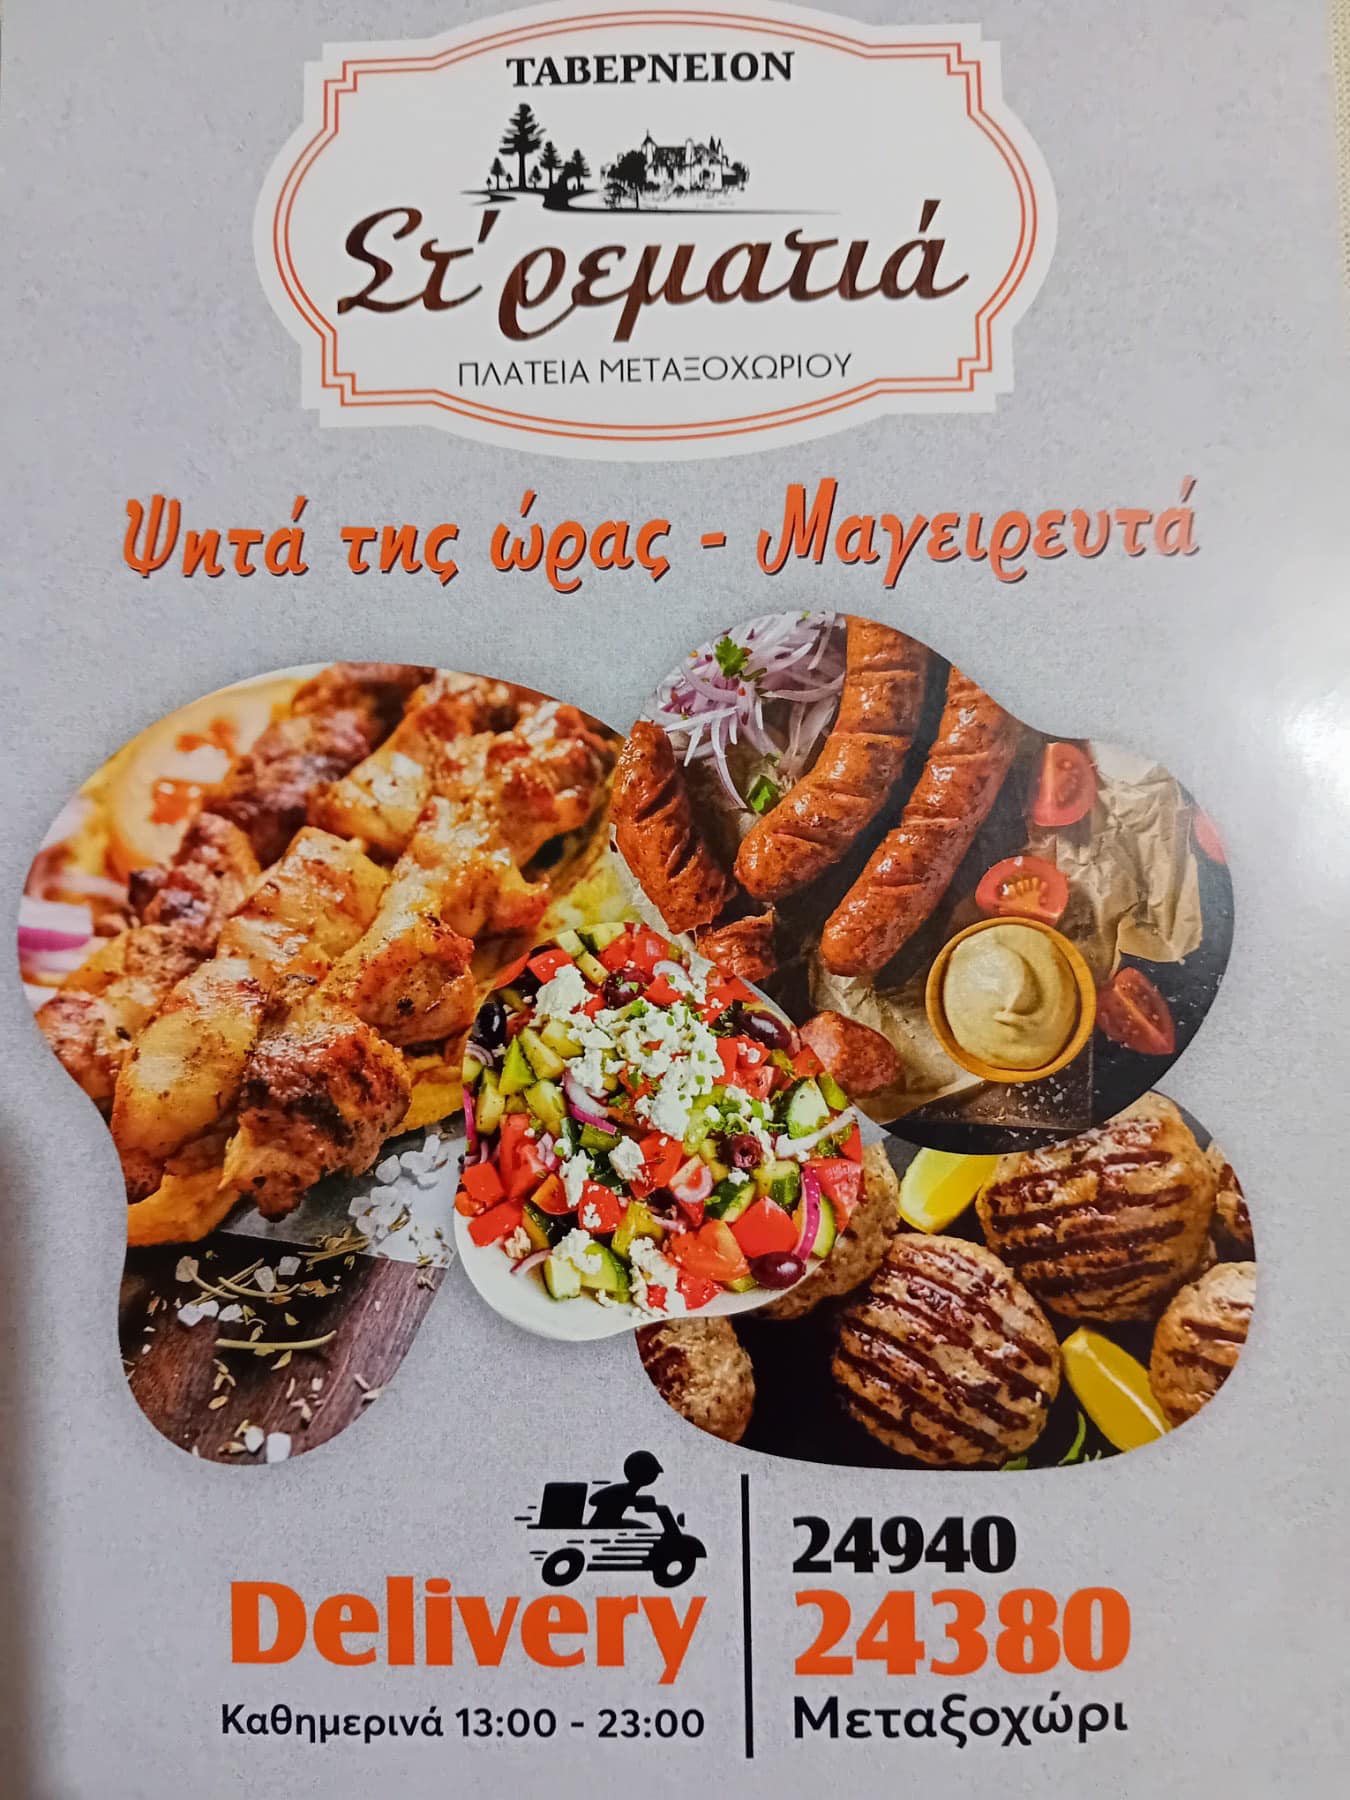 ΤΑΒΕΡΝΕΙΟΝ
Στ' ρεματιά
ΠΛΑΤΕΙΑ ΜΕΤΑΞΟΧΩΡΙΟΥ
Ψητά της ώρας - Μαγειρευτά
24940
Delivery
24380
Καθημερινά 13:00 - 23:00
Μεταξοχώρι